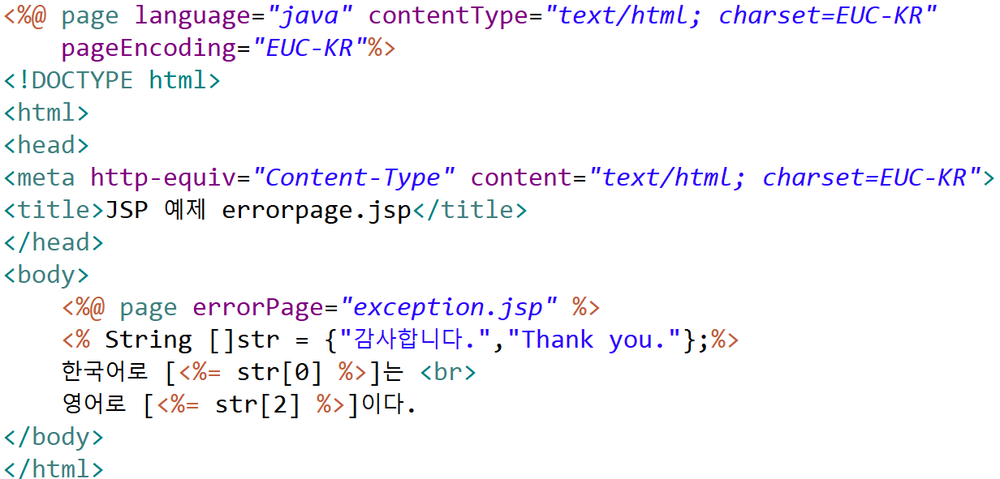 <%@ page language="java" contentType="text/html; charset=EUC-KR"
    pageEncoding="EUC-KR"%>
<!DOCTYPE html>
<html>
<head>
<meta http-equiv="Content-Type" content="text/html; charset=EUC-KR">
<title>JSP 예제 errorpage.jsp</title>
</head>
<body>
    <%@ page errorPage="exception.jsp" %>
    <% String []str = {"감사합니다.","Thank you."};%>
    한국어로 [<%= str[0] %>]는 <br>
    영어로 [<%= str[2] %>]이다.
</body>
</html>